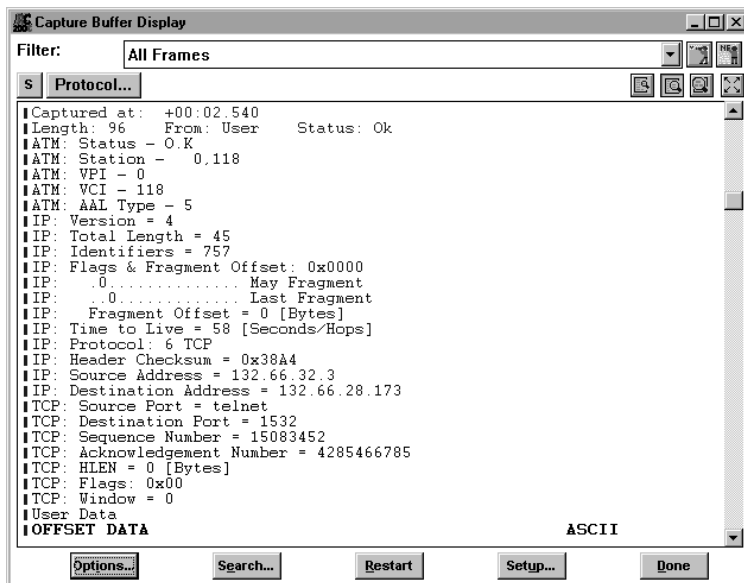 Capture Buffer Display
Filter:
All Frames
S Protocol...
Captured at: +00:02.540
Length: 96 From: User Status: Ok
ATM: Status – O.K
ATM: Station – 0,118
ATM: VPI – 0
ATM: VCI – 118
ATM: AAL Type – 5
IP: Version = 4
IP: Total Length = 45
IP: Identifiers = 757
IP: Flags & Fragment Offset: 0x0000
IP: .0.............. May Fragment
IP: ..0............. Last Fragment
IP: Fragment Offset = 0 [Bytes]
IP: Time to Live = 58 [Seconds/Hops]
IP: Protocol: 6 TCP
IP: Header Checksum = 0x38A4
IP: Source Address = 132.66.32.3
IP: Destination Address = 132.66.28.173
TCP: Source Port = telnet
TCP: Destination Port = 1532
TCP: Sequence Number = 15083452
TCP: Acknowledgement Number = 4285466785
TCP: HLEN = 0 [Bytes]
TCP: Flags: 0x00
TCP: Window = 0
User Data
OFFSET DATA ASCII
Options... Search... Restart Setup... Done